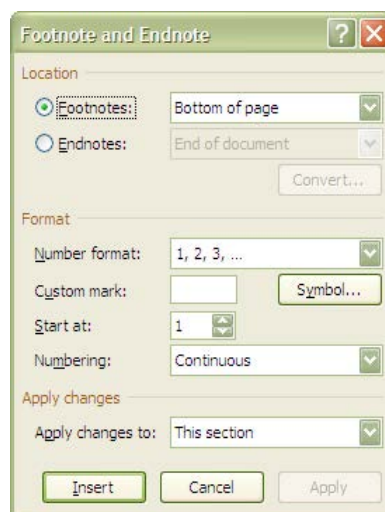 Footnote and Endnote
Location
Footnotes: Bottom of page
Endnotes: End of document
Convert...
Format
Number format: 1, 2, 3, ...
Custom mark: Symbol...
Start at: 1
Numbering: Continuous
Apply changes
Apply changes to: This section
Insert Cancel Apply